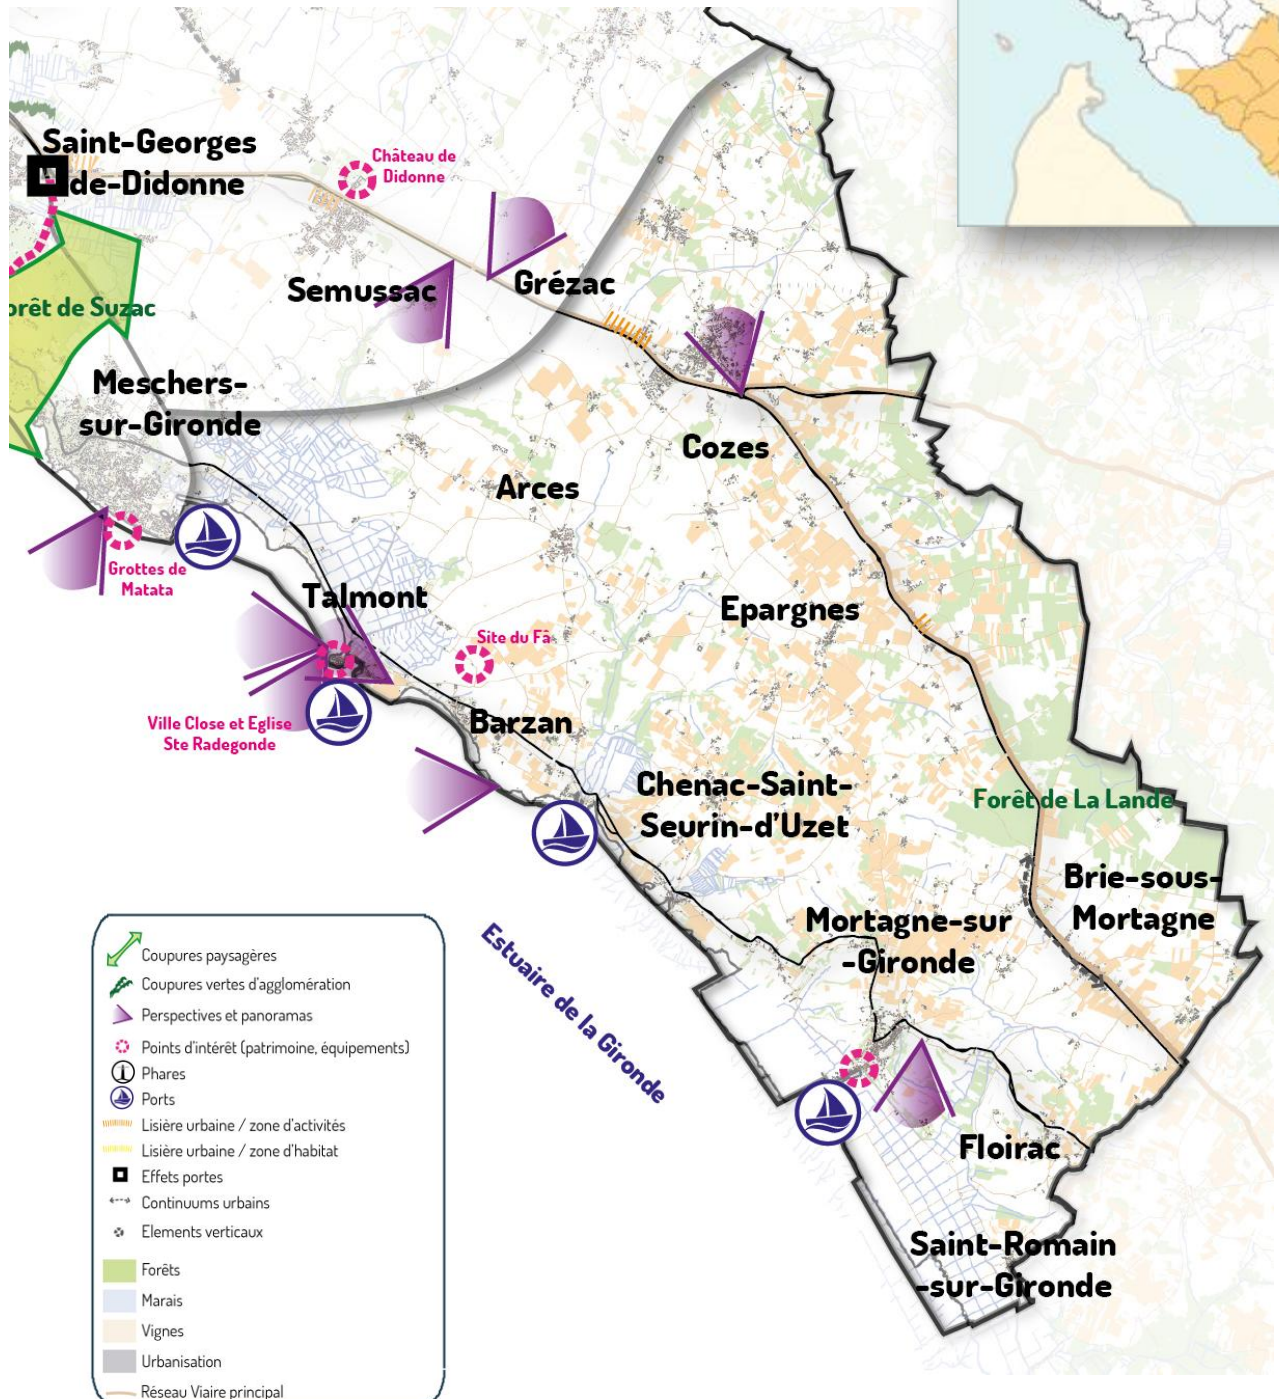 Saint-Georges
de-Didonne
Château de
Didonne
Semussac
Grézac
orêt de Suzac
Meschers-
sur-Gironde
Cozes
Arces
Grottes de
Matata
Talmont
Epargnes
Site du Fâ
Ville Close et Eglise
Ste Radegonde
Barzan
Chenac-Saint-
Seurin-d'Uzet
Forêt de La Lande
Brie-sous-
Mortagne
Mortagne-sur
-Gironde
Estuaire de la Gironde
Floirac
Saint-Romain
-sur-Gironde
Coupures paysagères
Coupures vertes d'agglomération
Perspectives et panoramas
Points d'intérêt (patrimoine, équipements)
Phares
Ports
Lisière urbaine / zone d'activités
Lisière urbaine / zone d'habitat
Effets portes
Continuums urbains
Elements verticaux
Forêts
Marais
Vignes
Urbanisation
Réseau Viaire principal